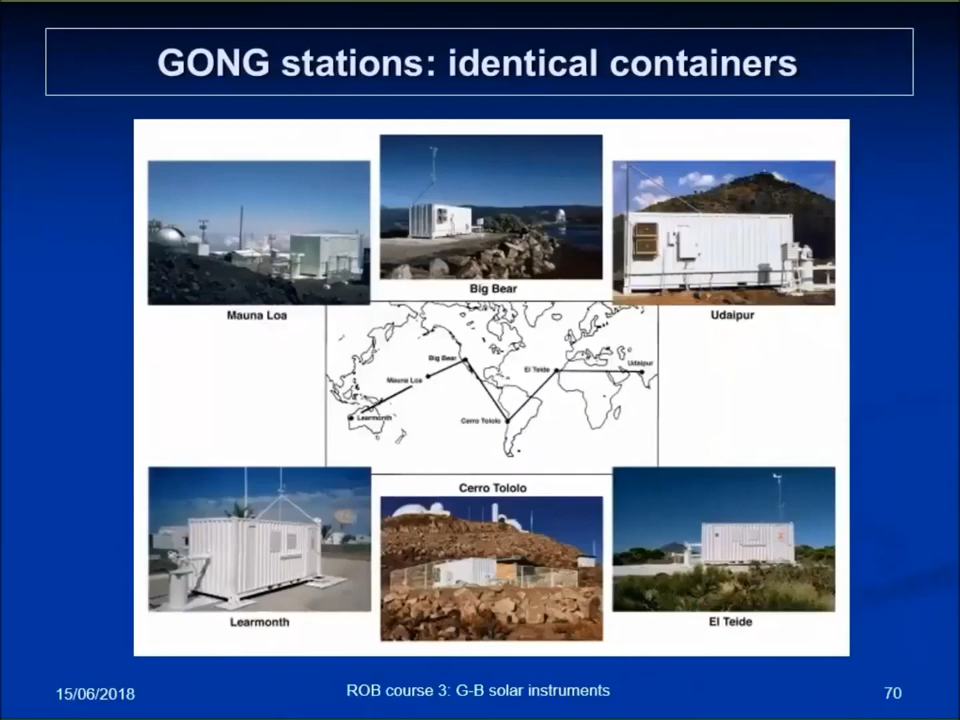 GONG stations: identical containers
Mauna Loa
Big Bear
Udaipur
Big Bear
Mauna Loa
Learmonth
Cerro Tololo
El Teide
Udaipur
Learmonth
Cerro Tololo
El Teide
15/06/2018
ROB course 3: G-B solar instruments
70